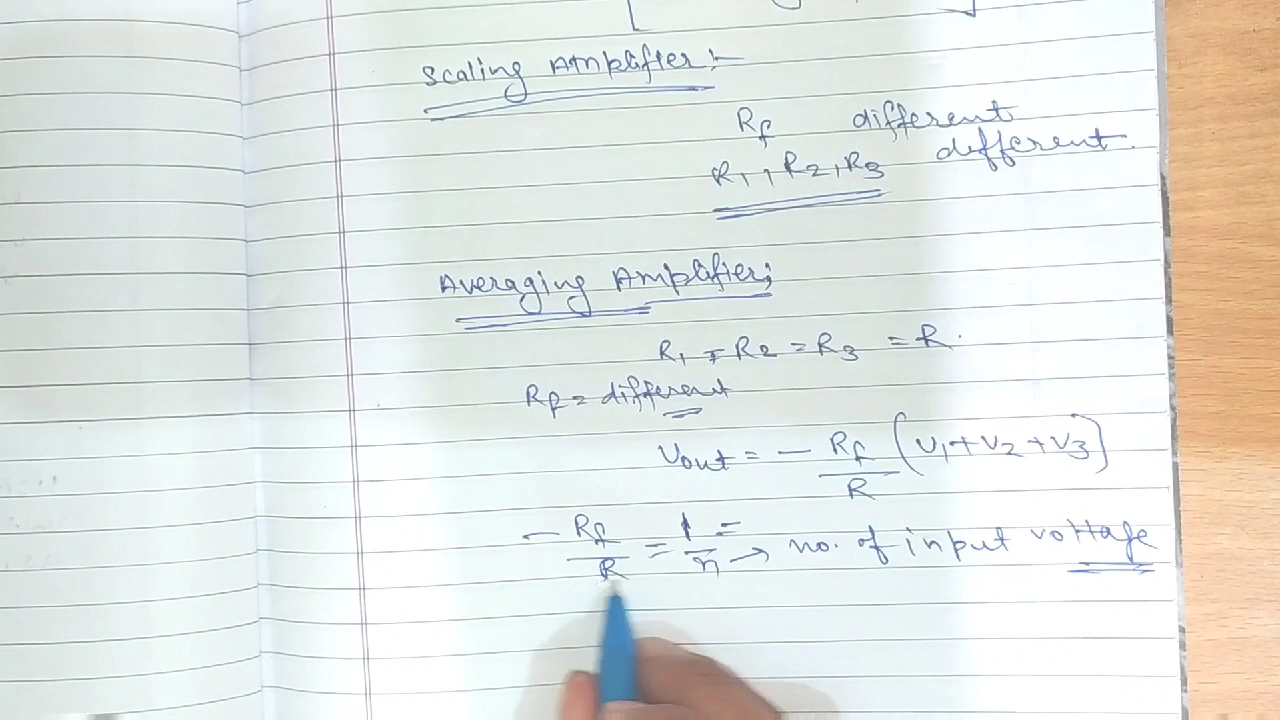 Scaling Amplifier:-
Rf different
R1, R2, R3 different.
Averaging Amplifier;
R1 = R2 = R3 = R.
Rf = different
Vout = - Rf/R (V1+V2+V3)
- Rf/R = 1/n → no. of input voltage